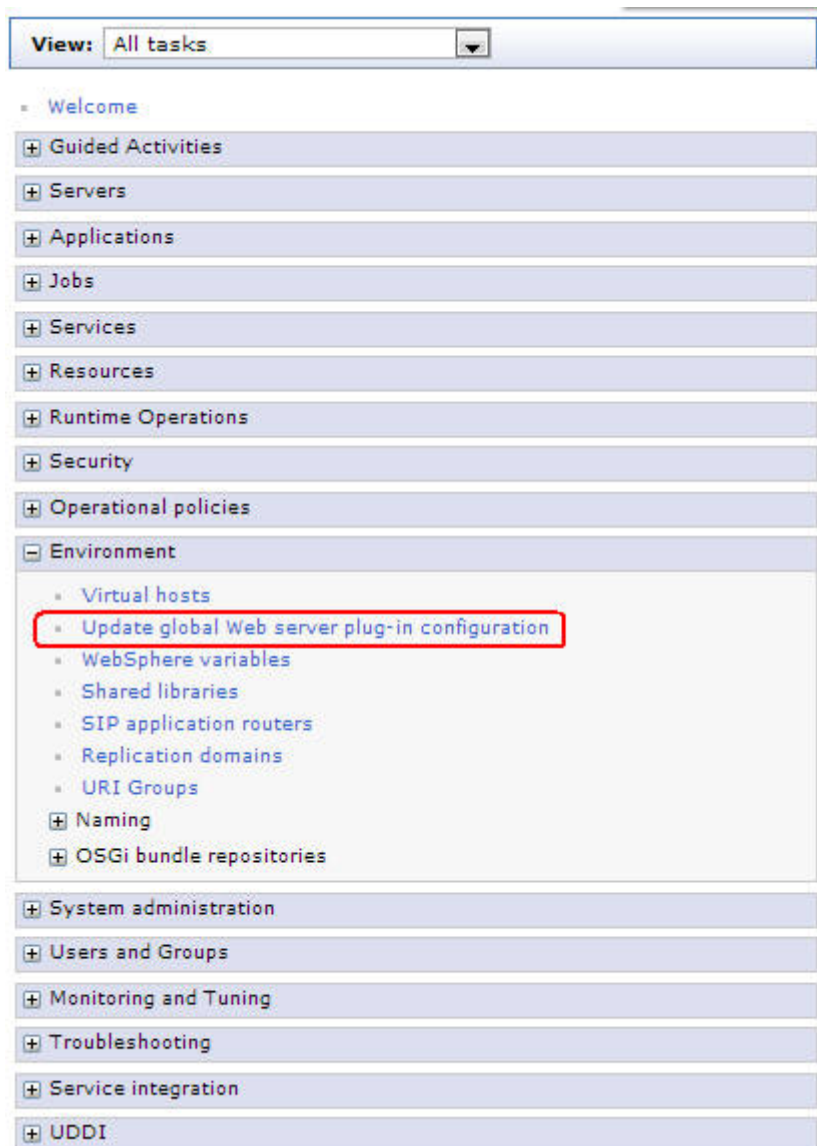 View: All tasks
Welcome
Guided Activities
Servers
Applications
Jobs
Services
Resources
Runtime Operations
Security
Operational policies
Environment
Virtual hosts
Update global Web server plug-in configuration
WebSphere variables
Shared libraries
SIP application routers
Replication domains
URI Groups
Naming
OSGi bundle repositories
System administration
Users and Groups
Monitoring and Tuning
Troubleshooting
Service integration
UDDI